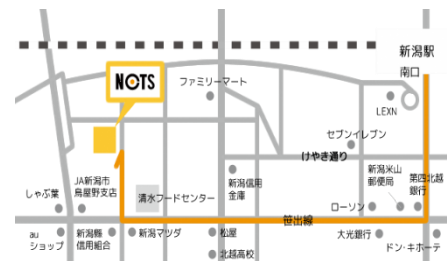 新潟駅
南口
NOTS
ファミリーマート
LEXN
セブンイレブン
けやき通り
新潟米山
郵便局
第四北越
銀行
新潟信用
金庫
JA新潟市
鳥屋野支店
しゃぶ葉
清水フードセンター
ローソン
笹出線
au
ショップ
新潟縣
信用組合
新潟マツダ
松屋
北越高校
大光銀行
ドン・キホーテ